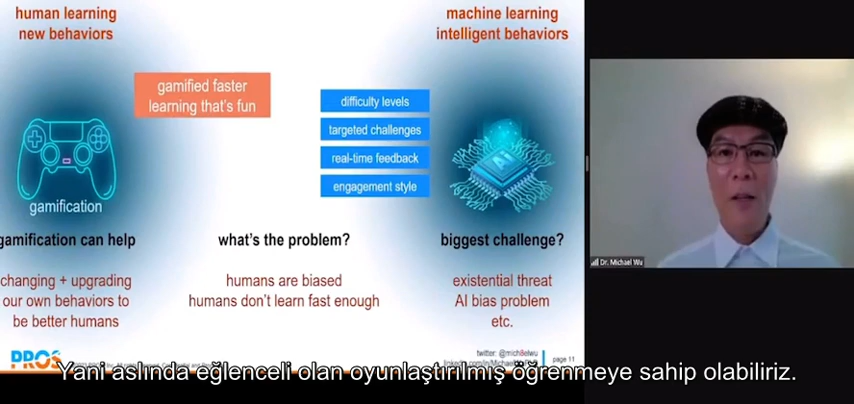 human learning
new behaviors
machine learning
intelligent behaviors
gamified faster
learning that's fun
difficulty levels
targeted challenges
real-time feedback
engagement style
gamification
AI
gamification can help
changing + upgrading
our own behaviors to
be better humans
what's the problem?
humans are biased
humans don't learn fast enough
biggest challenge?
existential threat
AI bias problem
etc.
Dr. Michael Wu
PROS
twitter: @mich8elwu
page 11
Yani aslında eğlenceli olan oyunlaştırılmış öğrenmeye sahip olabiliriz.